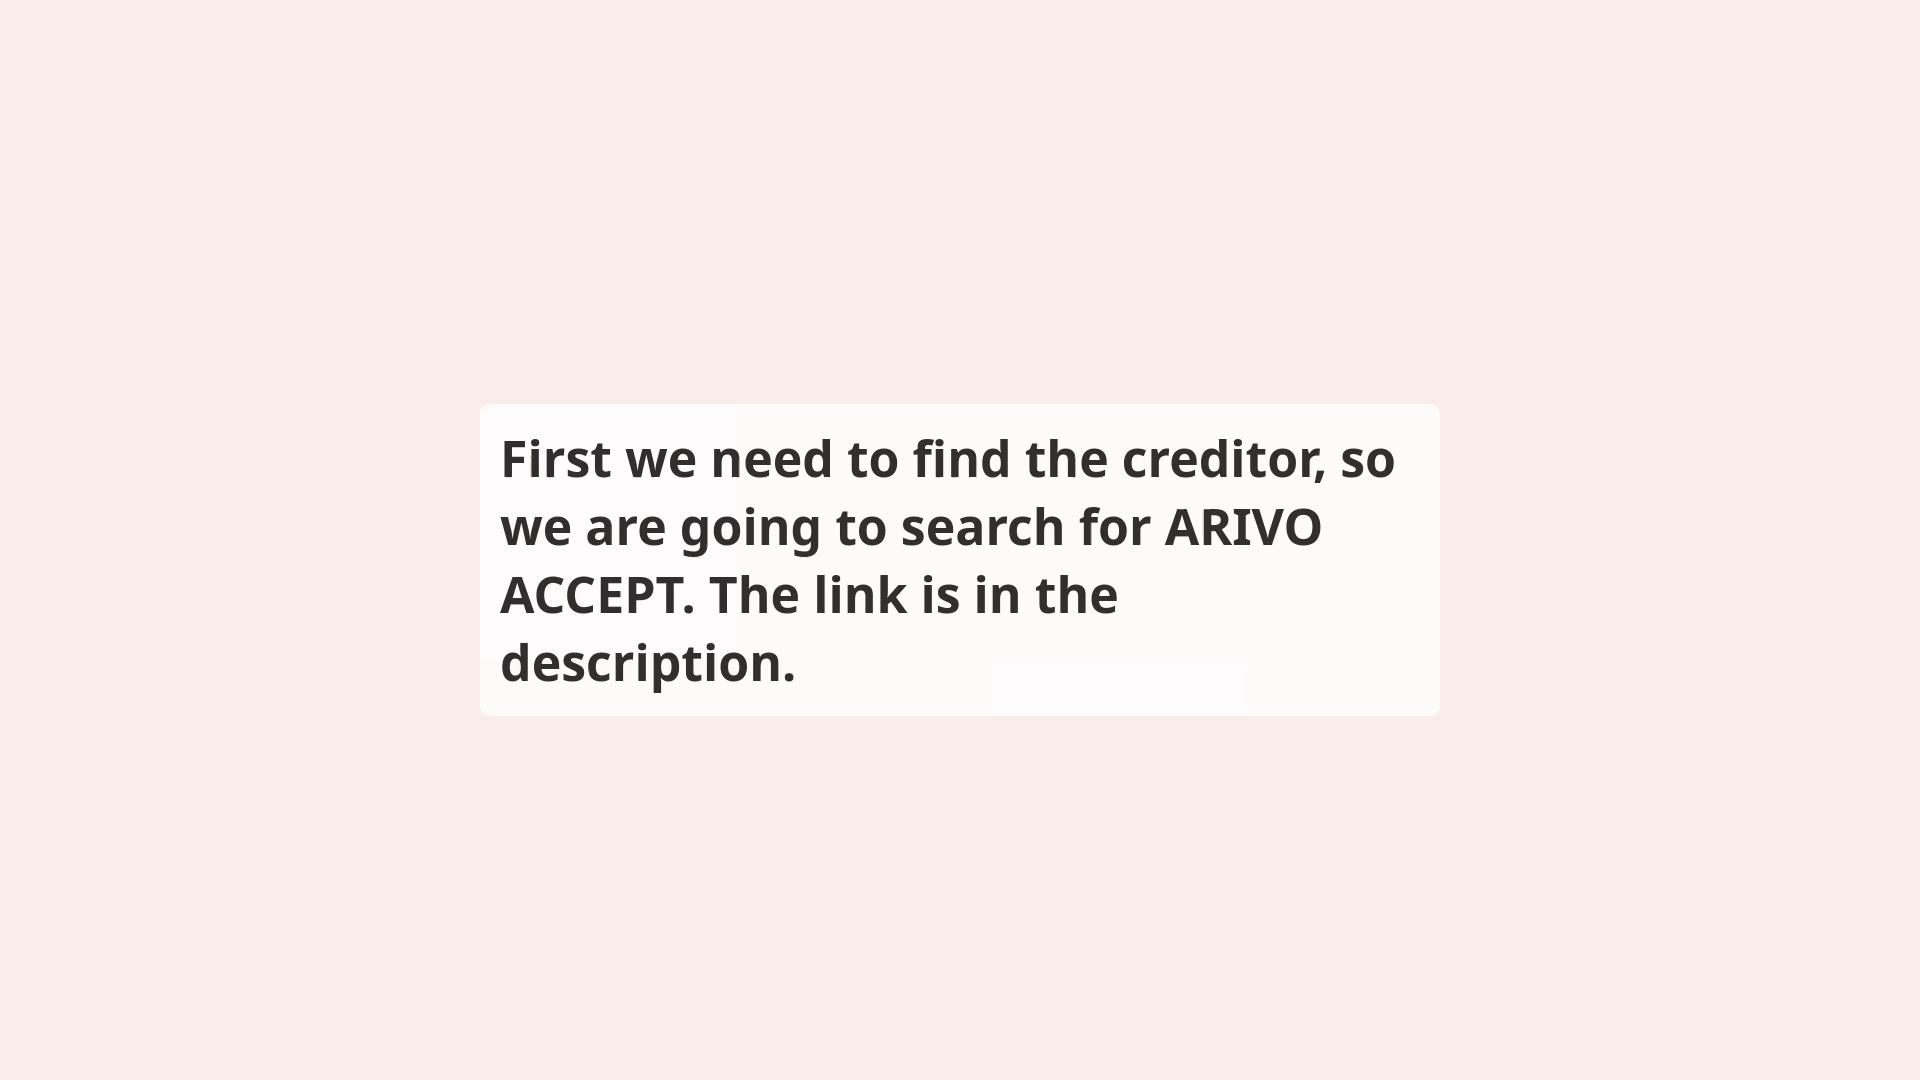 First we need to find the creditor, so
we are going to search for ARIVO
ACCEPT. The link is in the
description.